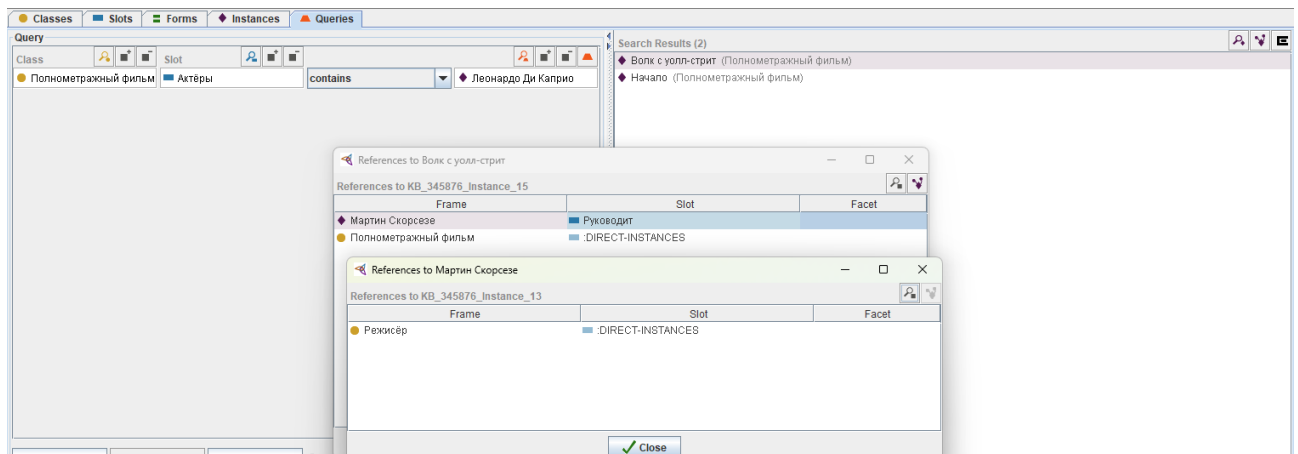 Classes Slots Forms Instances Queries
Query
Class Slot
Полнометражный фильм Актёры contains Леонардо Ди Каприо
Search Results (2)
Волк с уолл-стрит (Полнометражный фильм)
Начало (Полнометражный фильм)
References to Волк с уолл-стрит
References to KB_345876_Instance_15
Frame Slot Facet
Мартин Скорсезе Руководит
Полнометражный фильм :DIRECT-INSTANCES
References to Мартин Скорсезе
References to KB_345876_Instance_13
Frame Slot Facet
Режисёр :DIRECT-INSTANCES
Close